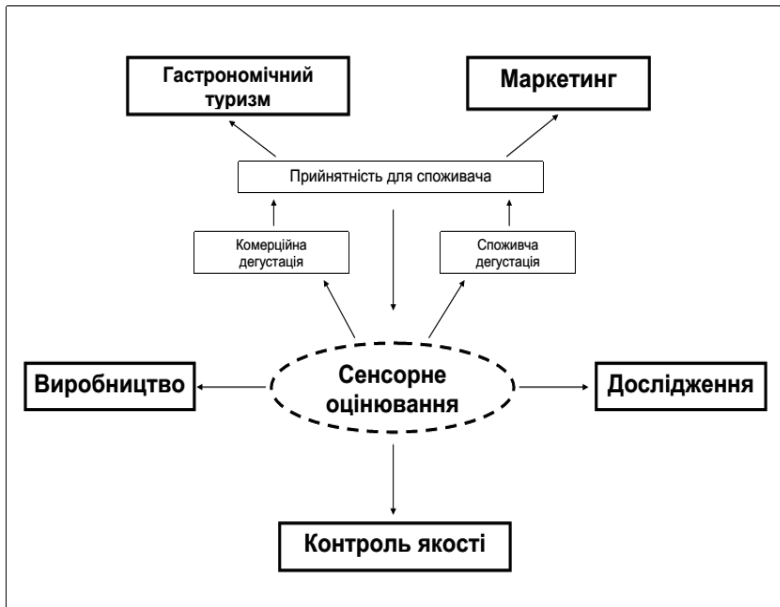 Гастрономічний
туризм
Маркетинг
Прийнятність для споживача
Комерційна
дегустація
Споживча
дегустація
Виробництво
Сенсорне
оцінювання
Дослідження
Контроль якості